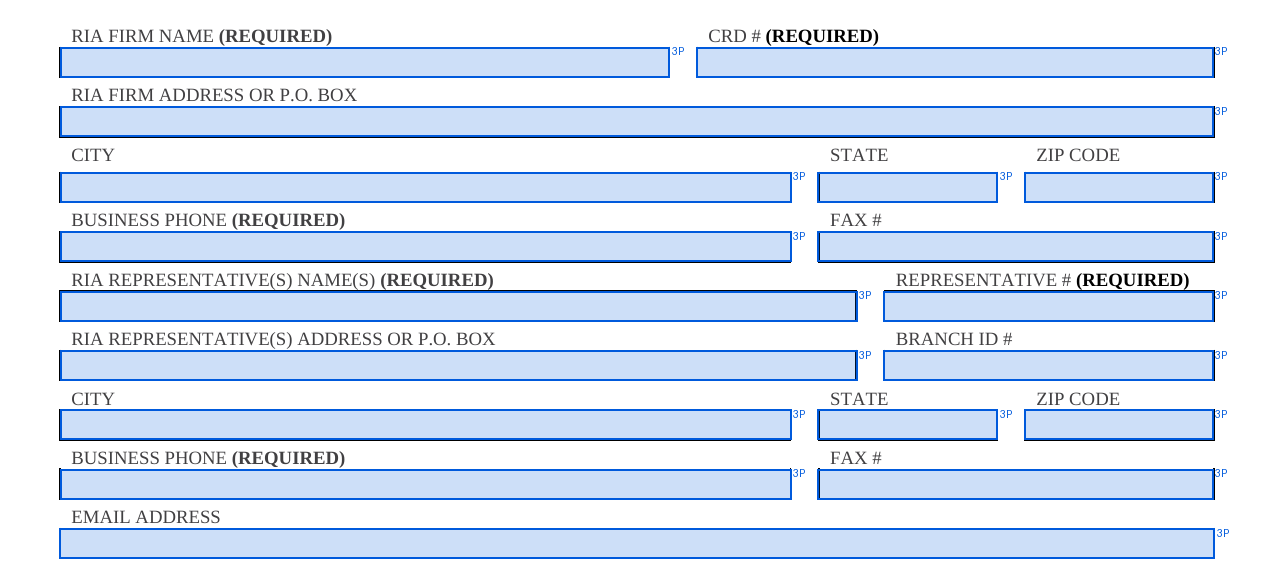 RIA FIRM NAME (REQUIRED) CRD # (REQUIRED)
3P 3P
RIA FIRM ADDRESS OR P.O. BOX
3P
CITY STATE ZIP CODE
3P 3P 3P
BUSINESS PHONE (REQUIRED) FAX #
3P 3P
RIA REPRESENTATIVE(S) NAME(S) (REQUIRED) REPRESENTATIVE # (REQUIRED)
3P 3P
RIA REPRESENTATIVE(S) ADDRESS OR P.O. BOX BRANCH ID #
3P 3P
CITY STATE ZIP CODE
3P 3P 3P
BUSINESS PHONE (REQUIRED) FAX #
3P 3P
EMAIL ADDRESS
3P